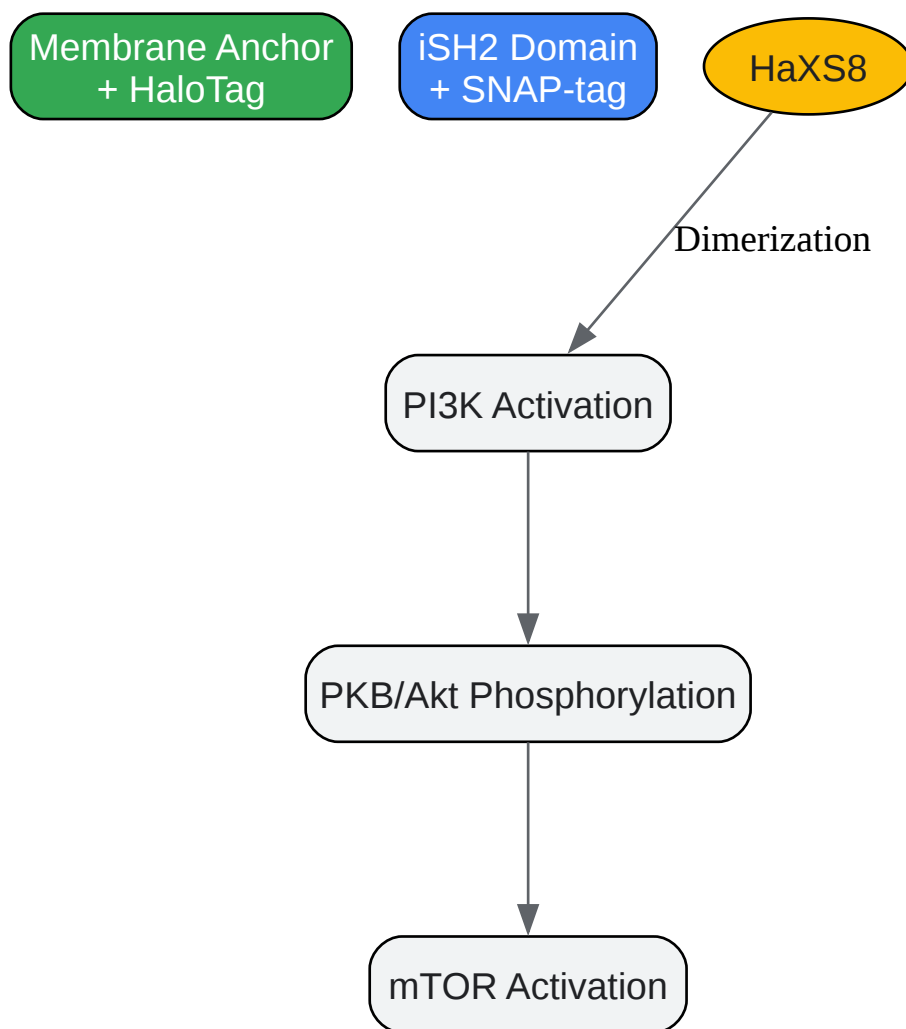 Membrane Anchor
+ HaloTag
iSH2 Domain
+ SNAP-tag
HaXS8
Dimerization
PI3K Activation
PKB/Akt Phosphorylation
mTOR Activation